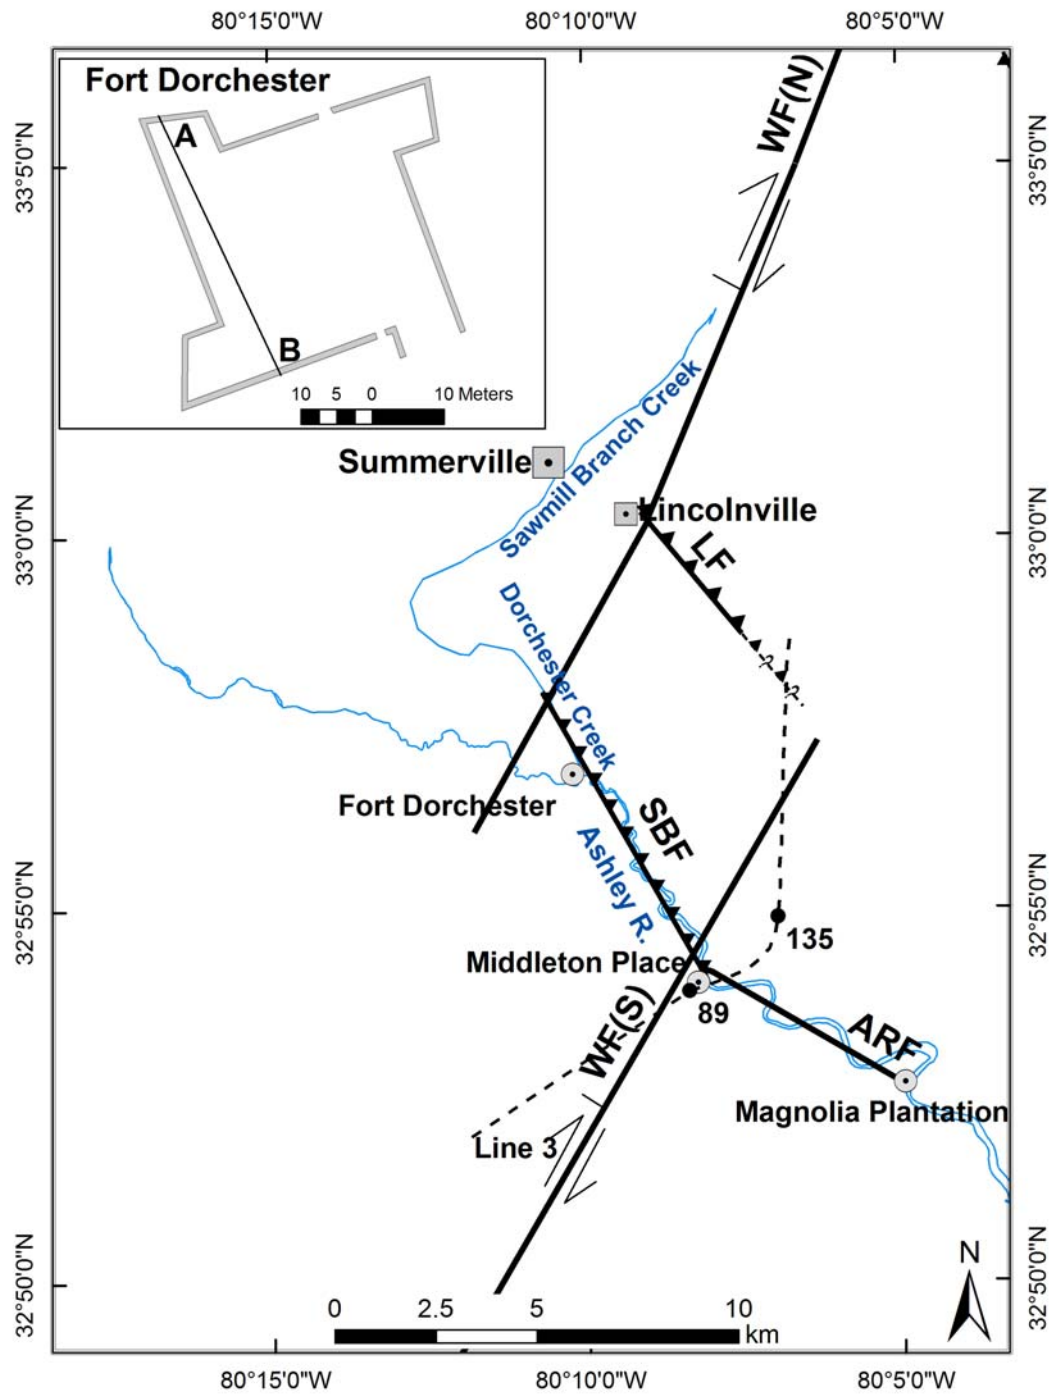 80°15'0"W 80°10'0"W 80°5'0"W
Fort Dorchester
A
B
10 5 0 10 Meters
WF(N)
33°5'0"N
33°5'0"N
Summerville
Sawmill Branch Creek
Lincolnville
LF
33°0'0"N
33°0'0"N
?
?
Dorchester Creek
Fort Dorchester
SBF
Ashley R.
32°55'0"N
32°55'0"N
135
Middleton Place
89
WF(S)
ARF
Magnolia Plantation
Line 3
N
32°50'0"N
32°50'0"N
0 2.5 5 10
km
80°15'0"W 80°10'0"W 80°5'0"W